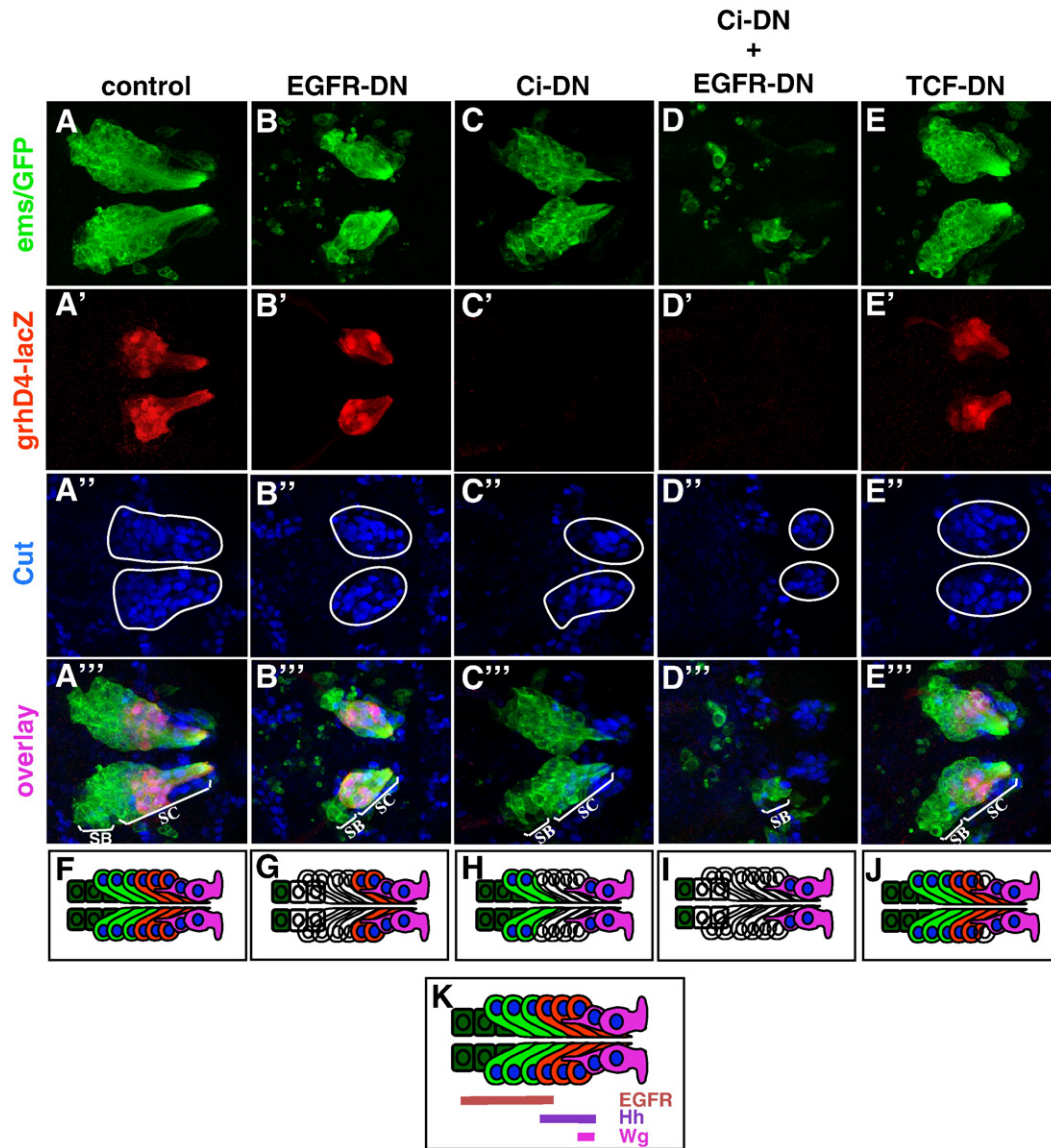 Ci-DN
+
control EGFR-DN Ci-DN EGFR-DN TCF-DN
ems/GFP
A B C D E
grhD4-lacZ
A' B' C' D' E'
Cut
A'' B'' C'' D'' E''
overlay
A''' B''' C''' D''' E'''
SB SC SB SC SB SC SB SB SC
F G H I J
K
EGFR
Hh
Wg